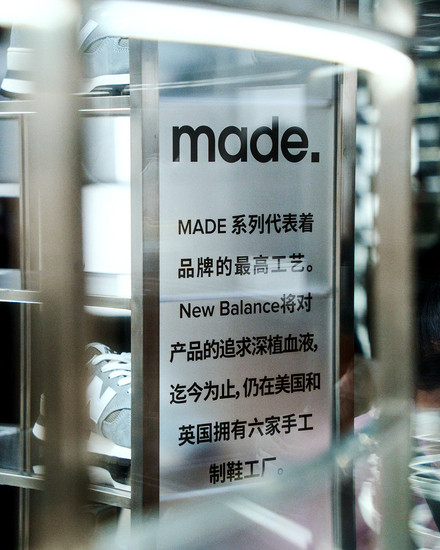 made.
MADE 系列代表着
品牌的最高工艺。
New Balance将对
产品的追求深植血液,
迄今为止,仍在美国和
英国拥有六家手工
制鞋工厂。
N